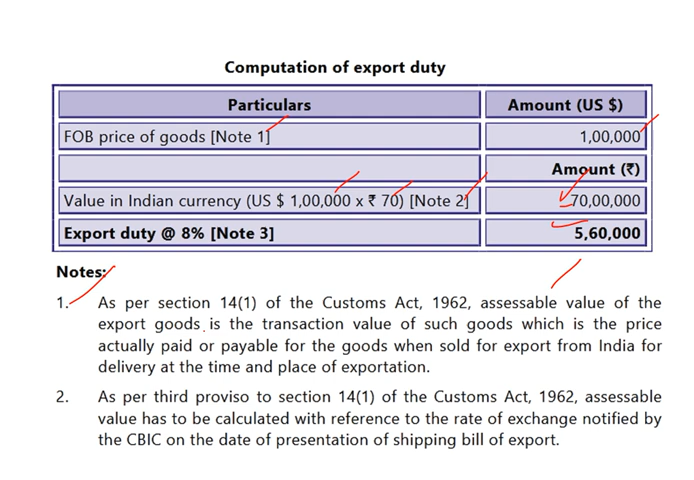 Computation of export duty
Particulars Amount (US $)
FOB price of goods [Note 1] 1,00,000
Amount (₹)
Value in Indian currency (US $ 1,00,000 x ₹ 70) [Note 2] 70,00,000
Export duty @ 8% [Note 3] 5,60,000
Notes:
1. As per section 14(1) of the Customs Act, 1962, assessable value of the
export goods is the transaction value of such goods which is the price
actually paid or payable for the goods when sold for export from India for
delivery at the time and place of exportation.
2. As per third proviso to section 14(1) of the Customs Act, 1962, assessable
value has to be calculated with reference to the rate of exchange notified by
the CBIC on the date of presentation of shipping bill of export.